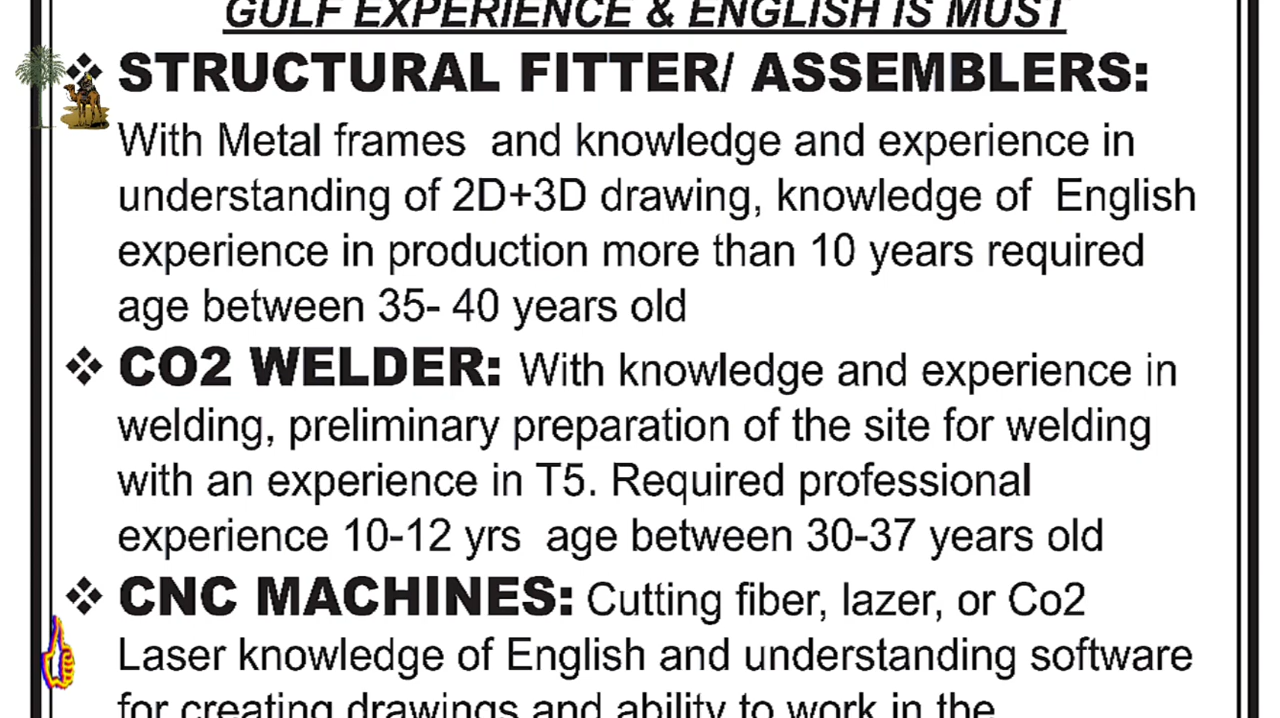 GULF EXPERIENCE & ENGLISH IS MUST
❖ STRUCTURAL FITTER/ ASSEMBLERS:
With Metal frames and knowledge and experience in
understanding of 2D+3D drawing, knowledge of English
experience in production more than 10 years required
age between 35- 40 years old
❖ CO2 WELDER: With knowledge and experience in
welding, preliminary preparation of the site for welding
with an experience in T5. Required professional
experience 10-12 yrs age between 30-37 years old
❖ CNC MACHINES: Cutting fiber, lazer, or Co2
Laser knowledge of English and understanding software
for creating drawings and ability to work in the